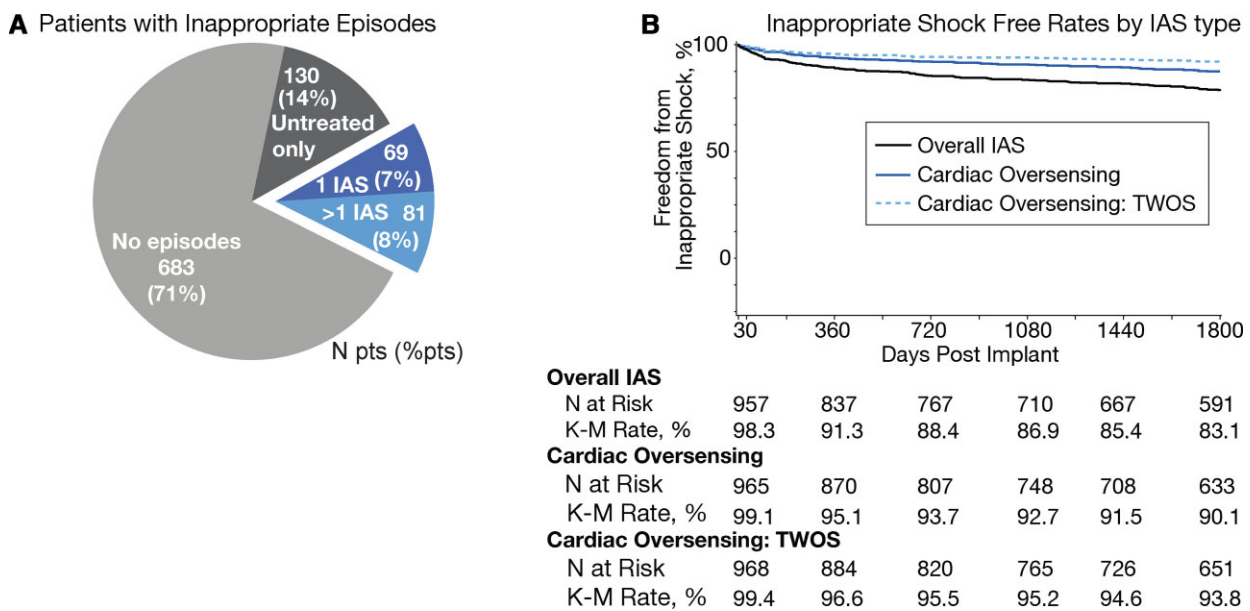 A Patients with Inappropriate Episodes
130
(14%)
Untreated
only
69
1 IAS (7%)
>1 IAS 81
(8%)
No episodes
683
(71%)
N pts (%pts)
B Inappropriate Shock Free Rates by IAS type
Freedom from
Inappropriate Shock, %
100
50
0
Overall IAS
Cardiac Oversensing
Cardiac Oversensing: TWOS
30 360 720 1080 1440 1800
Days Post Implant
Overall IAS
N at Risk 957 837 767 710 667 591
K-M Rate, % 98.3 91.3 88.4 86.9 85.4 83.1
Cardiac Oversensing
N at Risk 965 870 807 748 708 633
K-M Rate, % 99.1 95.1 93.7 92.7 91.5 90.1
Cardiac Oversensing: TWOS
N at Risk 968 884 820 765 726 651
K-M Rate, % 99.4 96.6 95.5 95.2 94.6 93.8